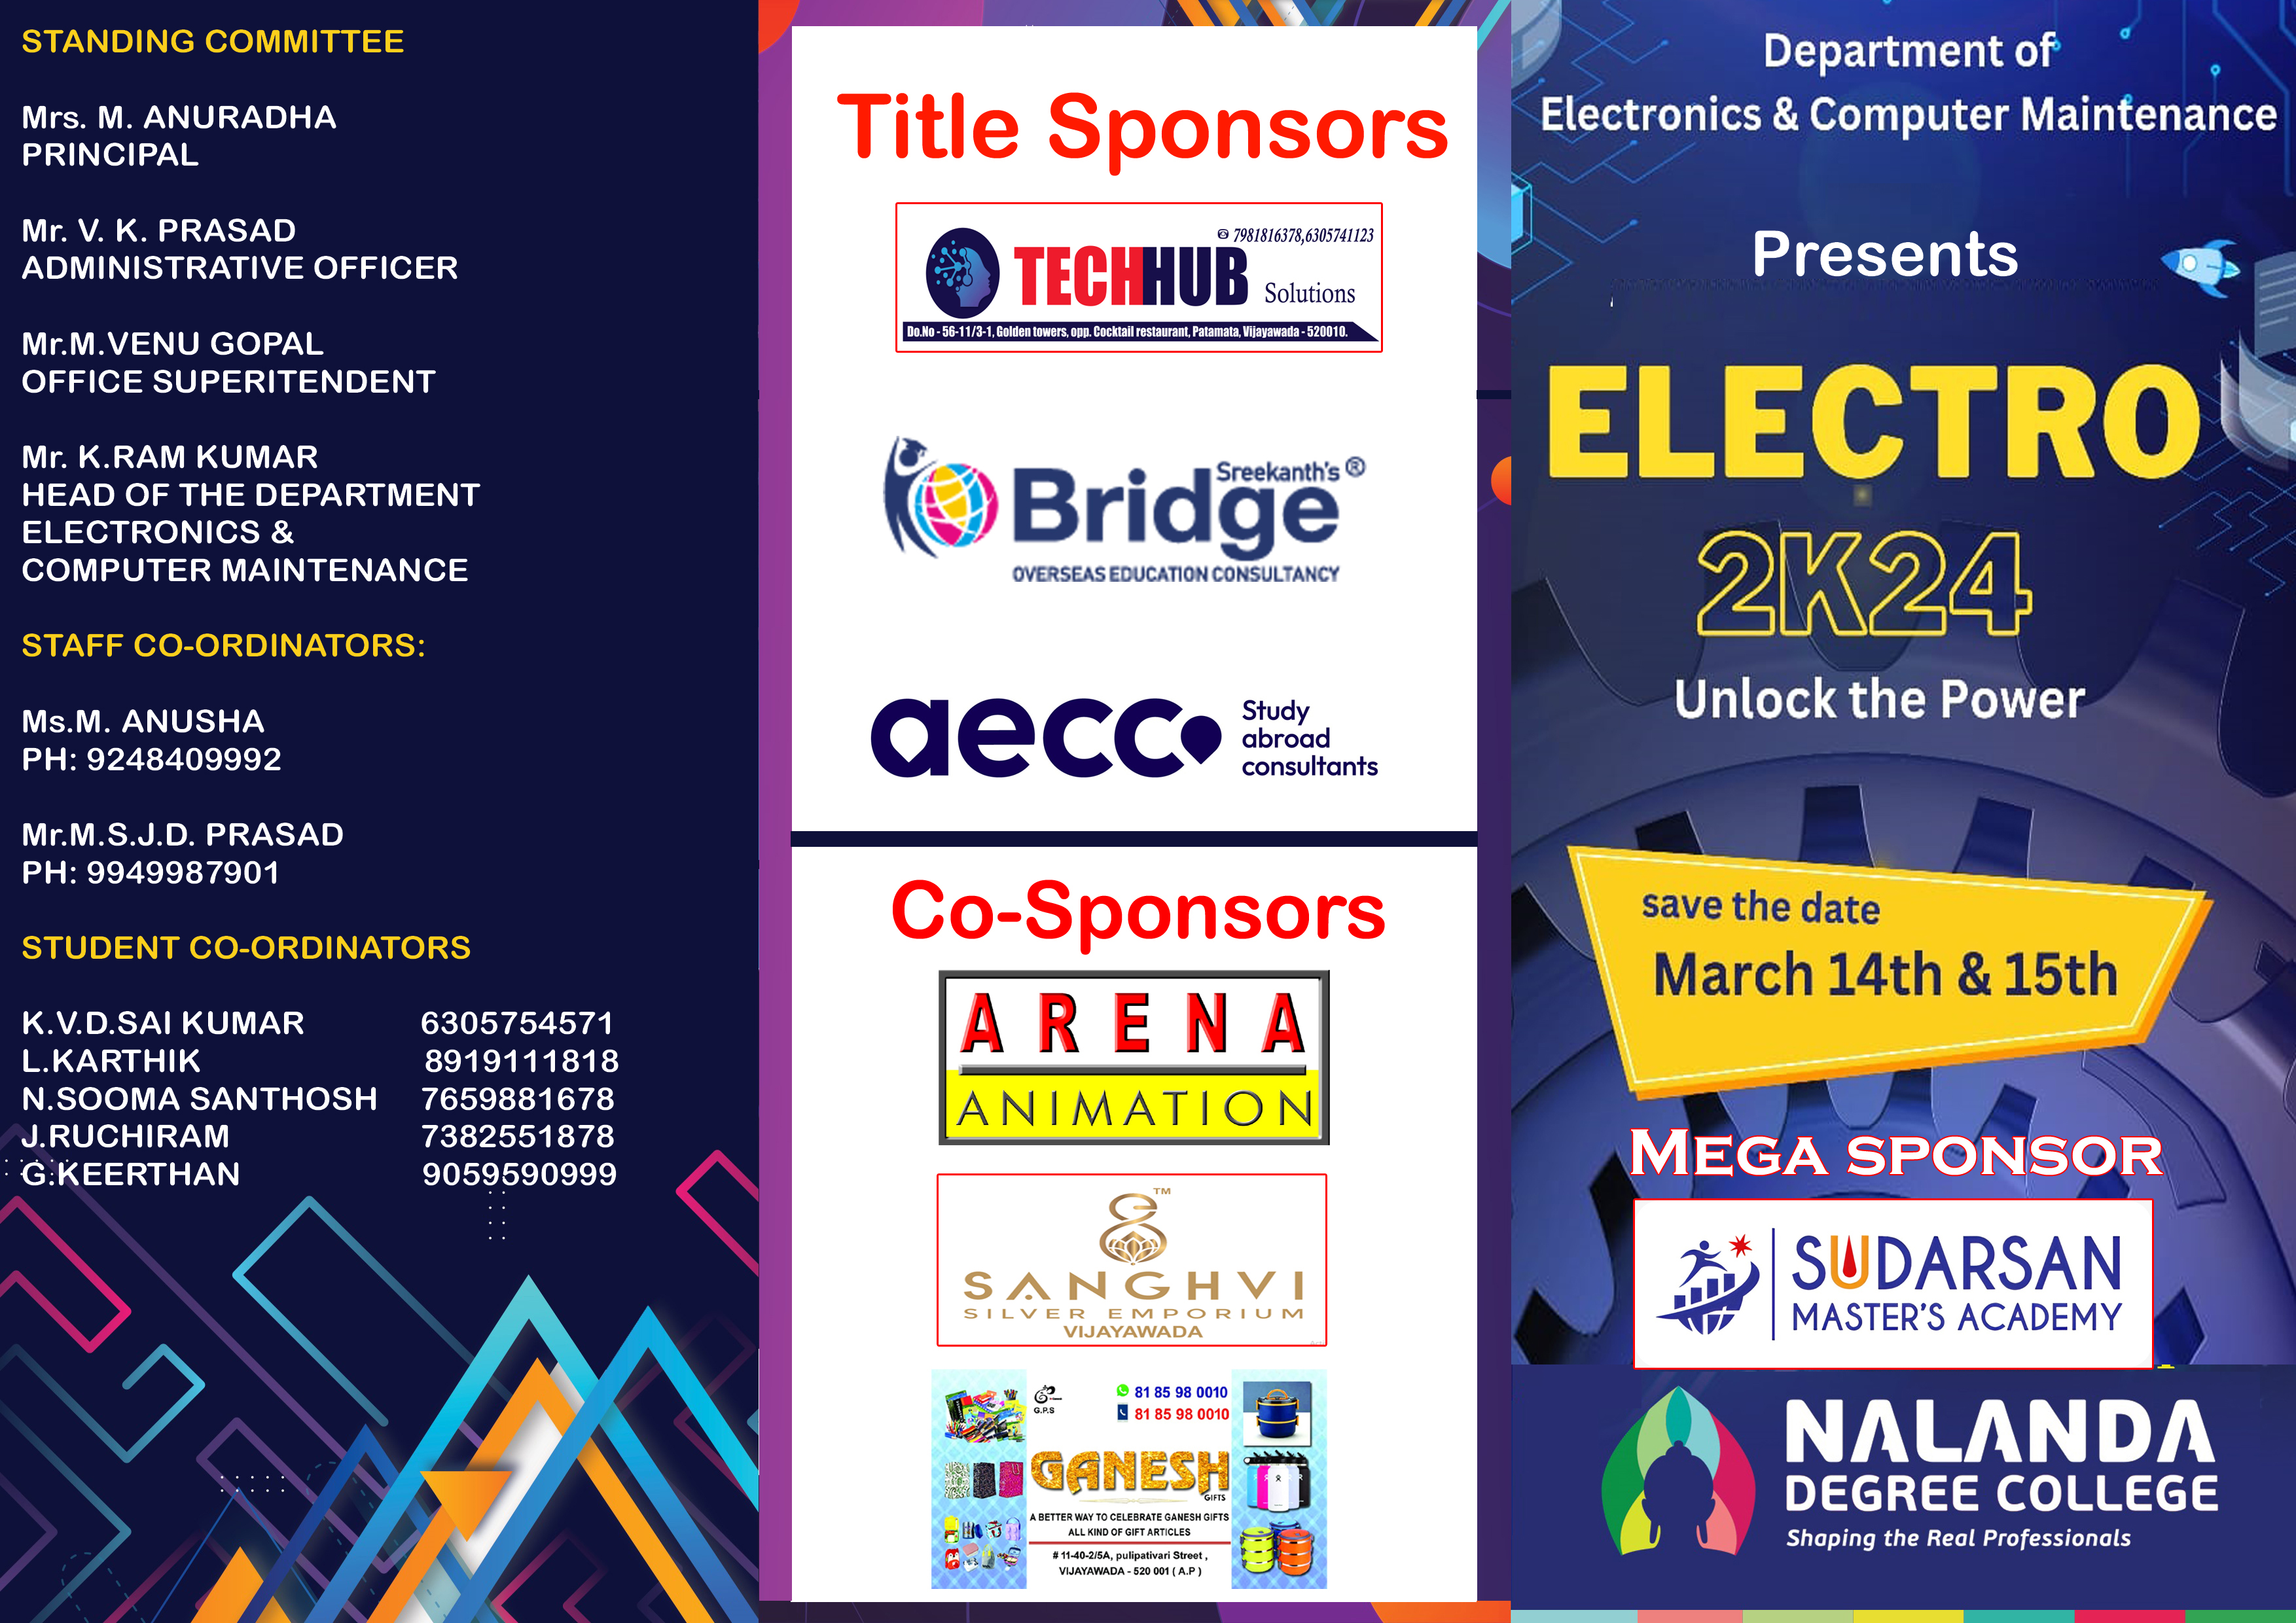 STANDING COMMITTEE
Mrs. M. ANURADHA
PRINCIPAL
Mr. V. K. PRASAD
ADMINISTRATIVE OFFICER
Mr.M.VENU GOPAL
OFFICE SUPERITENDENT
Mr. K.RAM KUMAR
HEAD OF THE DEPARTMENT
ELECTRONICS &
COMPUTER MAINTENANCE
STAFF CO-ORDINATORS:
Ms.M. ANUSHA
PH: 9248409992
Mr.M.S.J.D. PRASAD
PH: 9949987901
STUDENT CO-ORDINATORS
K.V.D.SAI KUMAR 6305754571
L.KARTHIK 8919111818
N.SOOMA SANTHOSH 7659881678
J.RUCHIRAM 7382551878
G.KEERTHAN 9059590999
Title Sponsors
7981816378,6305741123
TECHHUB Solutions
Do.No - 56-11/3-1, Golden towers, opp. Cocktail restaurant, Patamata, Vijayawada - 520010.
Sreekanth's ®
Bridge
OVERSEAS EDUCATION CONSULTANCY
aecc
Study
abroad
consultants
Co-Sponsors
ARENA
ANIMATION
TM
SANGHVI
SILVER EMPORIUM
VIJAYAWADA
G.P.S
81 85 98 0010
81 85 98 0010
GANESH
GIFTS
A BETTER WAY TO CELEBRATE GANESH GIFTS
ALL KIND OF GIFT ARTICLES
# 11-40-2/5A, pulipativari Street ,
VIJAYAWADA - 520 001 ( A.P )
Department of
Electronics & Computer Maintenance
Presents
ELECTRO
2K24
Unlock the Power
save the date
March 14th & 15th
MEGA SPONSOR
SUDARSAN
MASTER'S ACADEMY
NALANDA
DEGREE COLLEGE
Shaping the Real Professionals